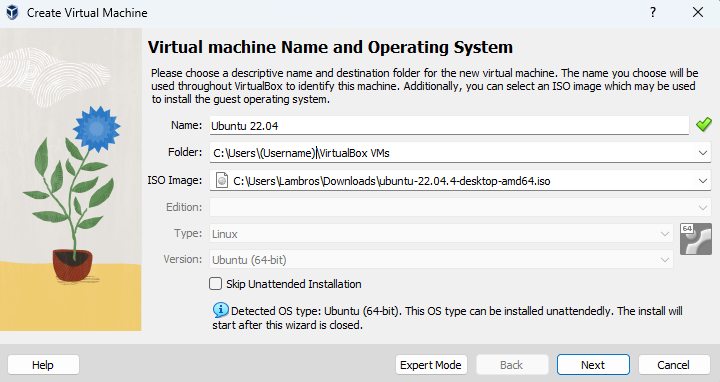 Create Virtual Machine
?
Virtual machine Name and Operating System
Please choose a descriptive name and destination folder for the new virtual machine. The name you choose will be
used throughout VirtualBox to identify this machine. Additionally, you can select an ISO image which may be used
to install the guest operating system.
Name: Ubuntu 22.04
Folder: C:\Users\(Username)\VirtualBox VMs
ISO Image: C:\Users\Lambros\Downloads\ubuntu-22.04.4-desktop-amd64.iso
Edition:
Type: Linux
64
Version: Ubuntu (64-bit)
Skip Unattended Installation
Detected OS type: Ubuntu (64-bit). This OS type can be installed unattendedly. The install will
start after this wizard is closed.
Help Expert Mode Back Next Cancel